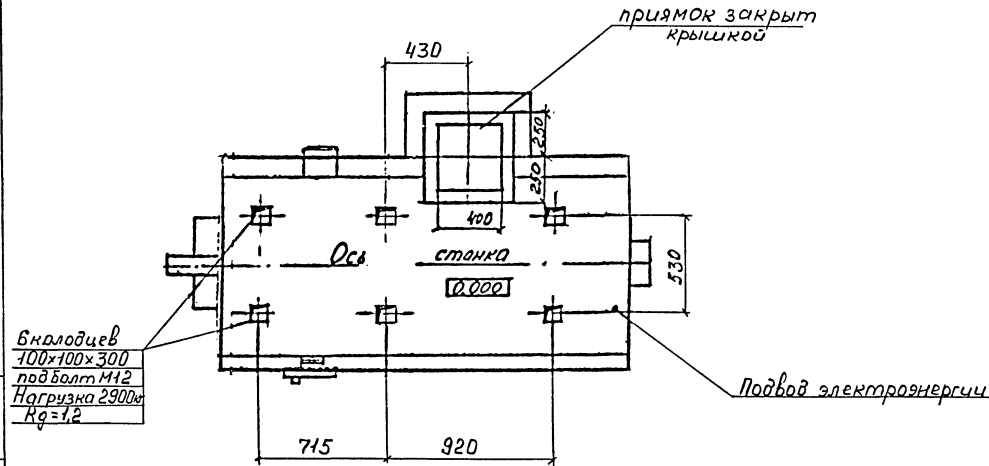 приямок закрыт
крышкой
430
250
250
400
Ось станка
0.000
530
6 колодцев
100×100×300
под болт М12
Нагрузка 2900кг
Кд=1,2
Подвод электроэнергии
715
920